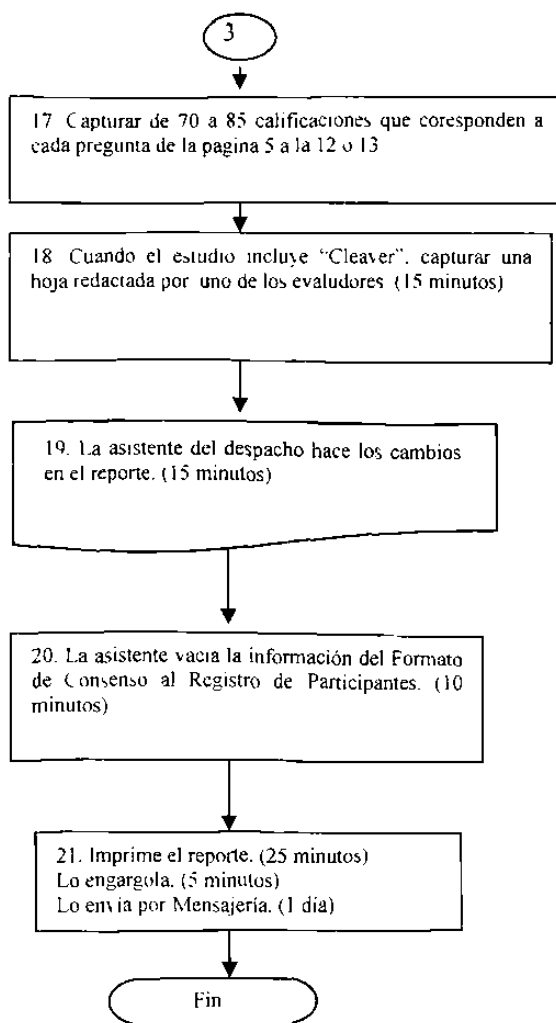 3
17 Capturar de 70 a 85 calificaciones que coresponden a
cada pregunta de la pagina 5 a la 12 o 13
18 Cuando el estudio incluye “Cleaver”, capturar una
hoja redactada por uno de los evaludores (15 minutos)
19. La asistente del despacho hace los cambios
en el reporte. (15 minutos)
20. La asistente vacia la información del Formato
de Consenso al Registro de Participantes. (10
minutos)
21. Imprime el reporte. (25 minutos)
Lo engargola. (5 minutos)
Lo envia por Mensajería. (1 día)
Fin